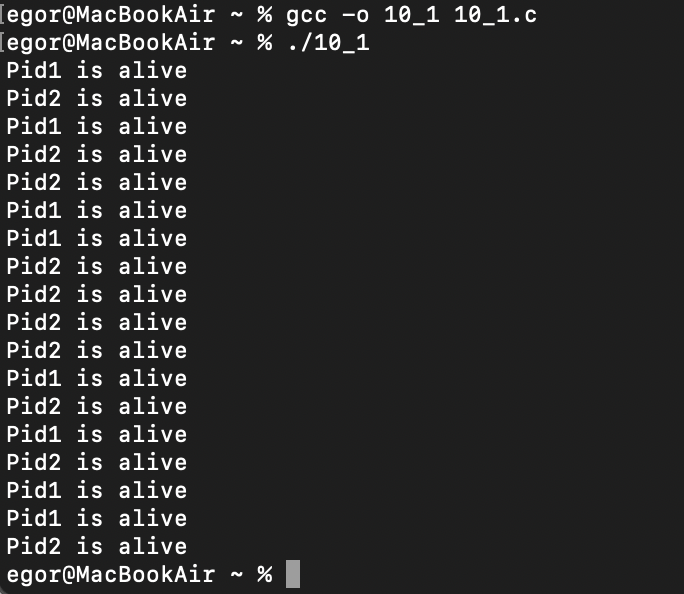 [egor@MacBookAir ~ % gcc -o 10_1 10_1.c
[egor@MacBookAir ~ % ./10_1
Pid1 is alive
Pid2 is alive
Pid1 is alive
Pid2 is alive
Pid2 is alive
Pid1 is alive
Pid1 is alive
Pid2 is alive
Pid2 is alive
Pid2 is alive
Pid2 is alive
Pid1 is alive
Pid2 is alive
Pid1 is alive
Pid2 is alive
Pid1 is alive
Pid1 is alive
Pid2 is alive
egor@MacBookAir ~ %